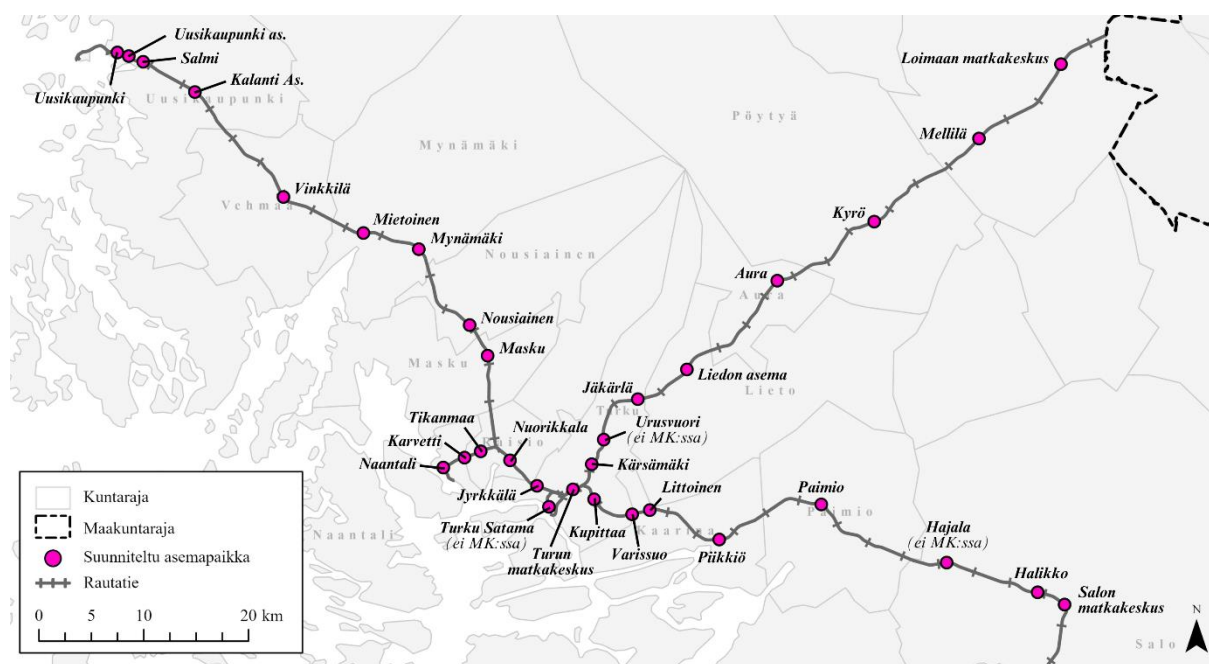 Uusikaupunki as.
Salmi
Kalanti As.
Uusikaupunki
Uusikaupunki
Loimaan matkakeskus
Pöytyä
Mellilä
Mynämäki
Vinkkilä
Vehmaa
Mietoinen
Mynämäki
Kyrö
Nousiainen
Aura
Aura
Nousiainen
Masku
Masku
Liedon asema
Lieto
Jäkärlä
Turku
Urusvuori
(ei MK:ssa)
Tikanmaa
Nuorikkala
Karvetti
Raisio
Naantali
Kärsämäki
Jyrkkälä
Littoinen
Paimio
Paimio
Turku Satama
(ei MK:ssa)
Kupittaa
Kaarina
Naantali
Turun
matkakeskus
Varissuo
Piikkiö
Hajala
(ei MK:ssa)
Halikko
Salon
matkakeskus
Salo
N
Kuntaraja
Maakuntaraja
Suunniteltu asemapaikka
Rautatie
0 5 10 20 km